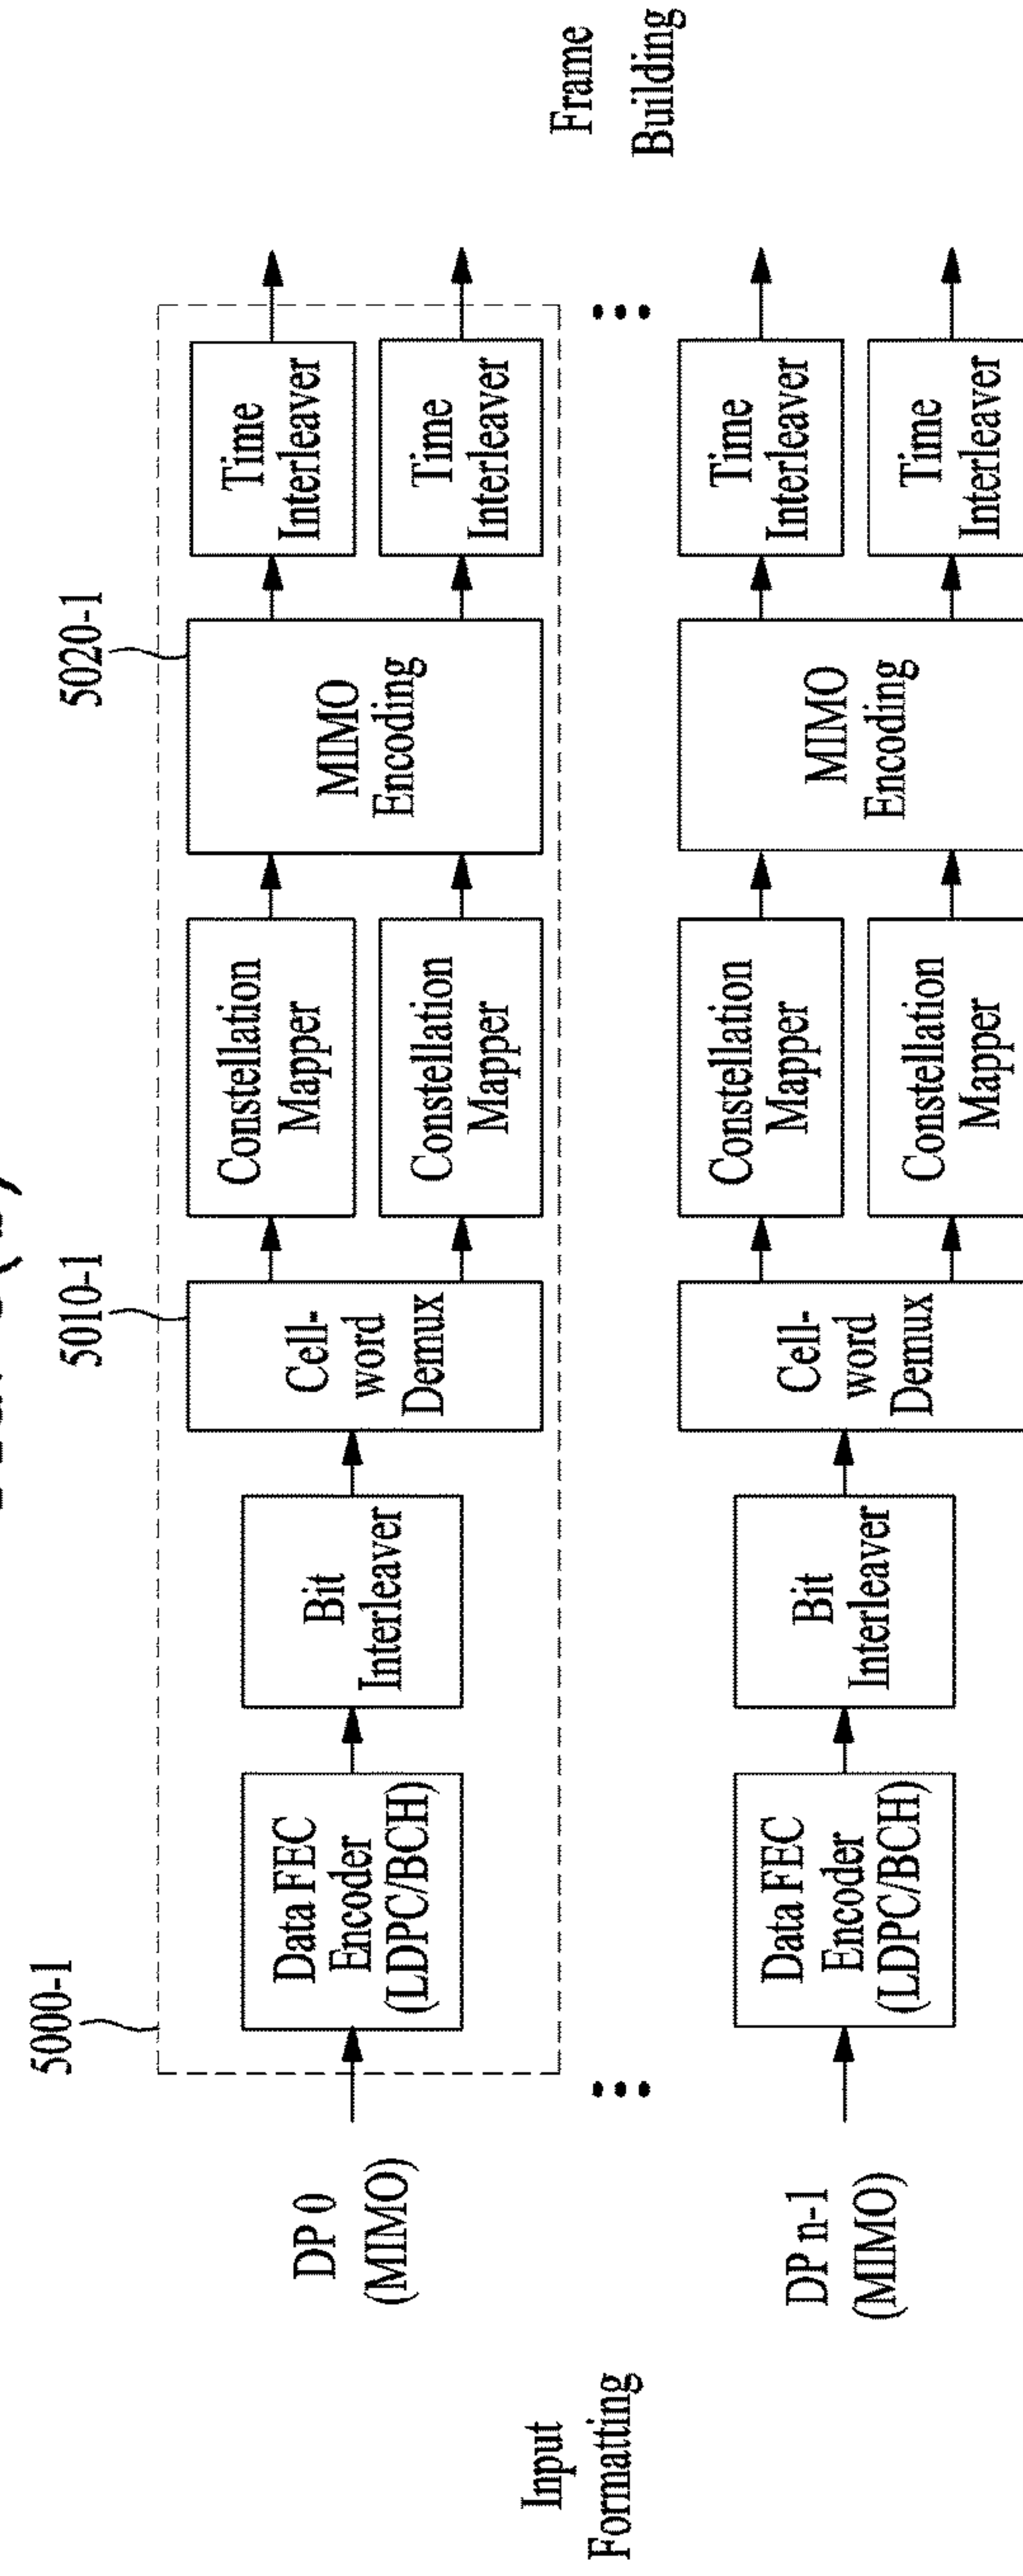 5000-1
5010-1
5020-1
Input
Formatting
DP 0
(MIMO)
Data FEC
Encoder
(LDPC/BCH)
Bit
Interleaver
Cell-
word
Demux
Constellation
Mapper
Constellation
Mapper
MIMO
Encoding
Time
Interleaver
Time
Interleaver
Frame
Building
DP n-1
(MIMO)
Data FEC
Encoder
(LDPC/BCH)
Bit
Interleaver
Cell-
word
Demux
Constellation
Mapper
Constellation
Mapper
MIMO
Encoding
Time
Interleaver
Time
Interleaver